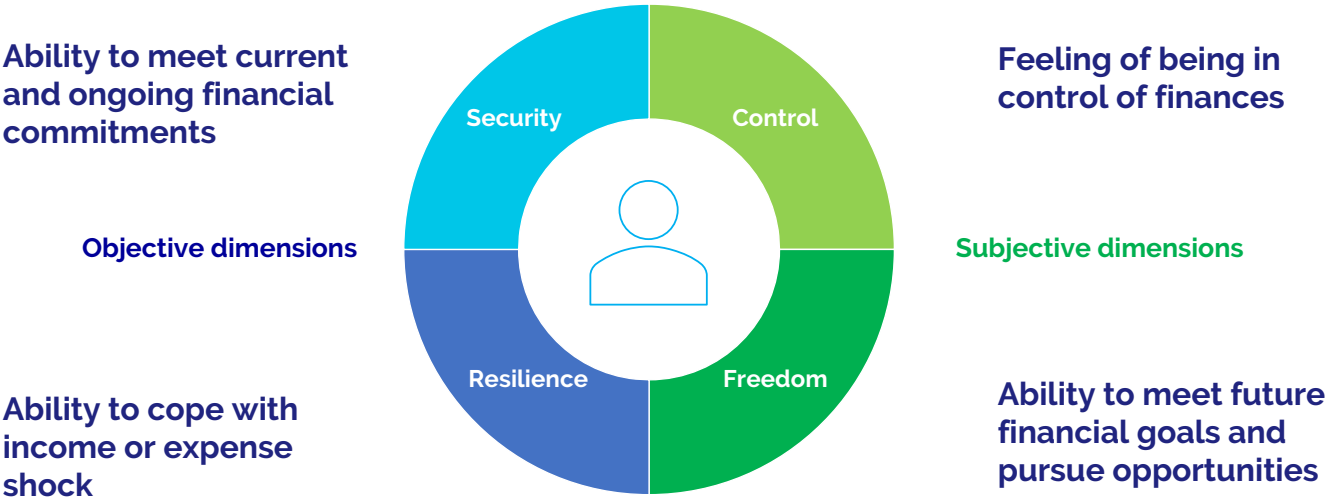 Ability to meet current
and ongoing financial
commitments
Security
Control
Feeling of being in
control of finances
Objective dimensions
Subjective dimensions
Ability to cope with
income or expense
shock
Resilience
Freedom
Ability to meet future
financial goals and
pursue opportunities